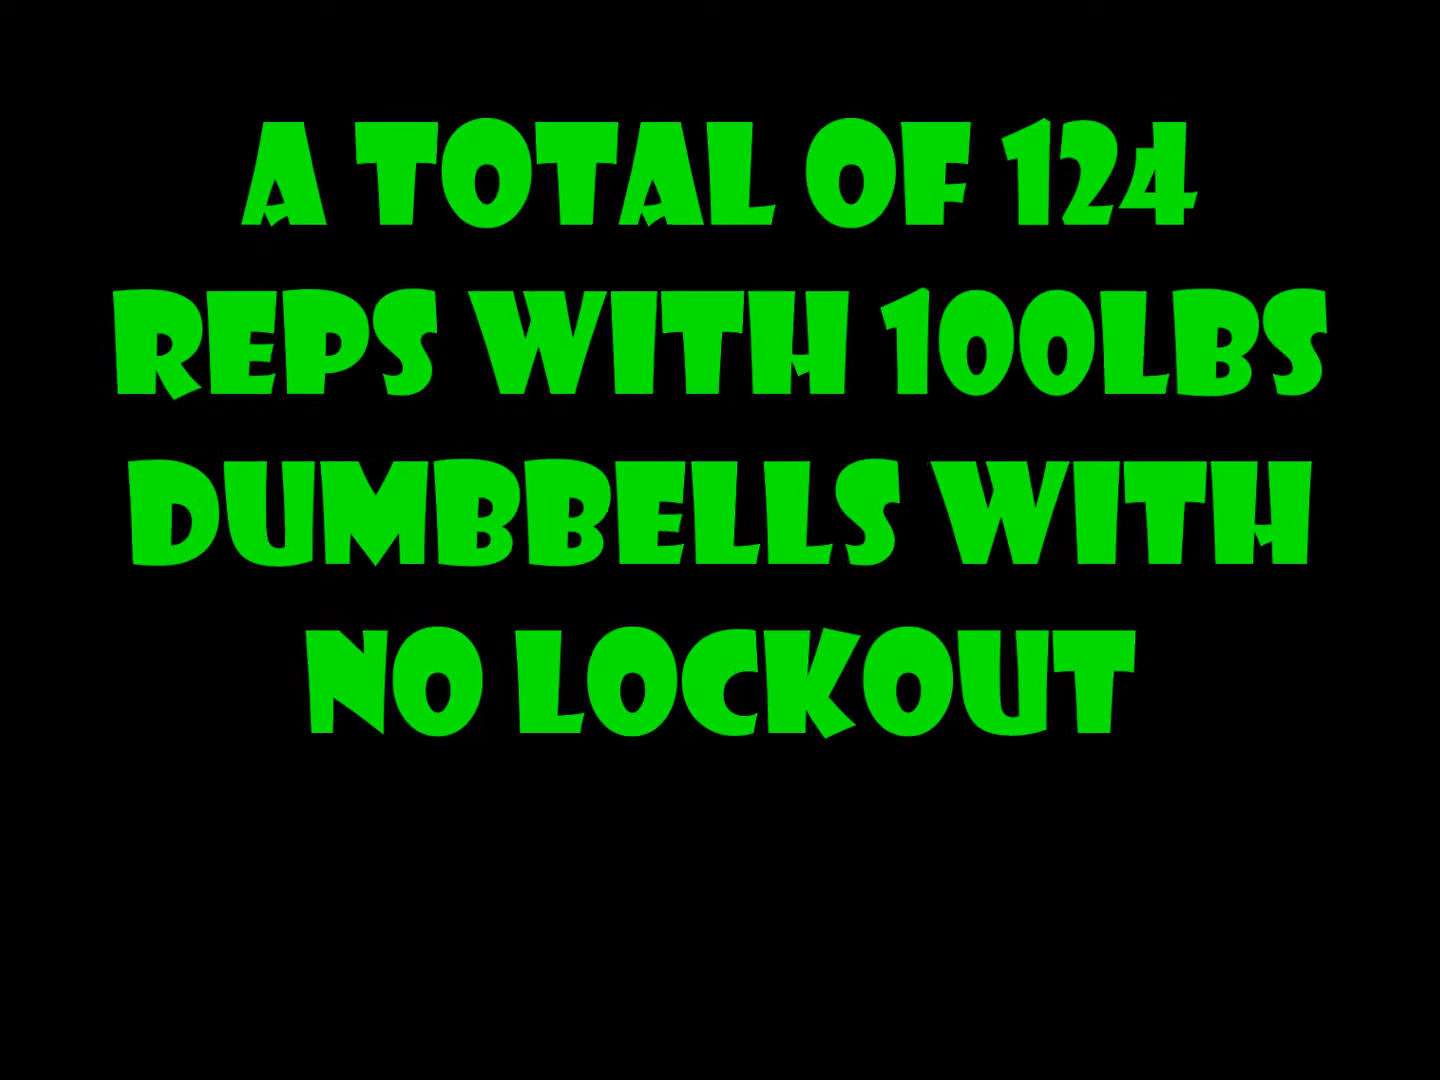 A TOTAL OF 124
REPS WITH 100LBS
DUMBBELLS WITH
NO LOCKOUT